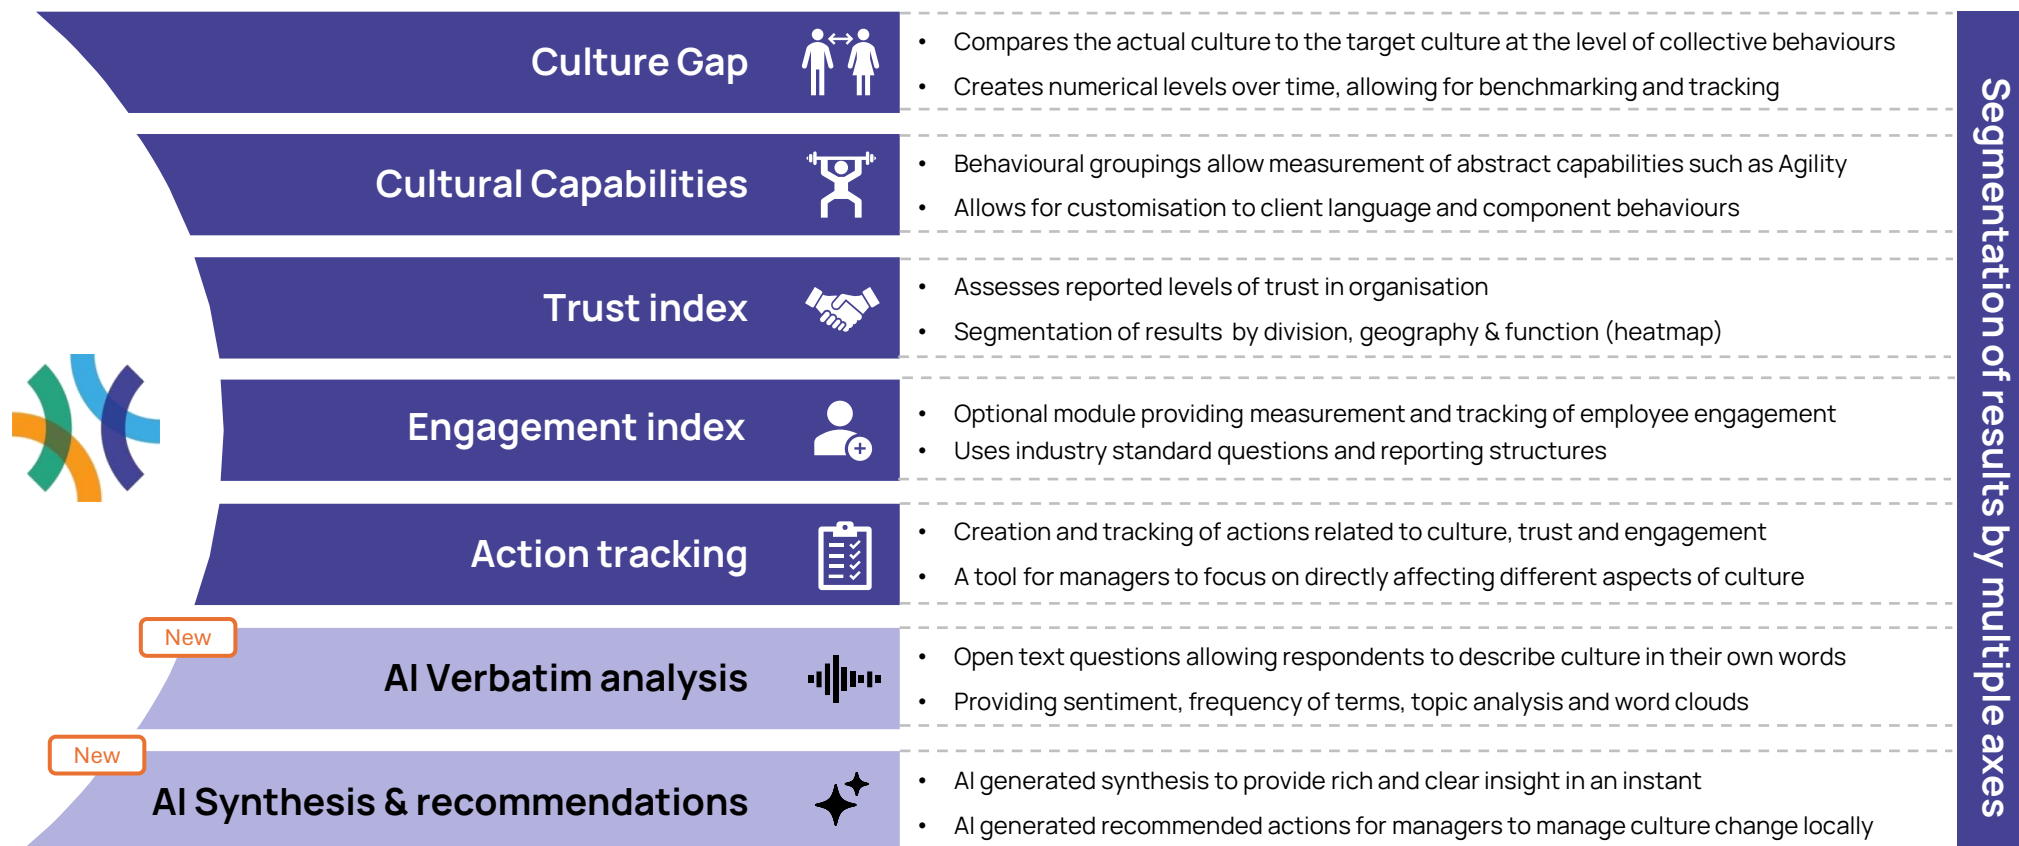 Culture Gap
• Compares the actual culture to the target culture at the level of collective behaviours
• Creates numerical levels over time, allowing for benchmarking and tracking
Cultural Capabilities
• Behavioural groupings allow measurement of abstract capabilities such as Agility
• Allows for customisation to client language and component behaviours
Trust index
• Assesses reported levels of trust in organisation
• Segmentation of results by division, geography & function (heatmap)
Engagement index
• Optional module providing measurement and tracking of employee engagement
• Uses industry standard questions and reporting structures
Action tracking
• Creation and tracking of actions related to culture, trust and engagement
• A tool for managers to focus on directly affecting different aspects of culture
New
AI Verbatim analysis
• Open text questions allowing respondents to describe culture in their own words
• Providing sentiment, frequency of terms, topic analysis and word clouds
New
AI Synthesis & recommendations
• AI generated synthesis to provide rich and clear insight in an instant
• AI generated recommended actions for managers to manage culture change locally
Segmentation of results by multiple axes